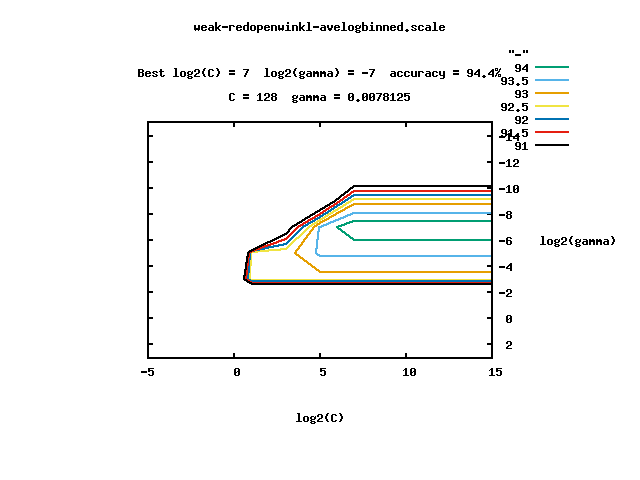 weak-redopenwinkl-avelogbinned.scale
"-"
Best log2(C) = 7 log2(gamma) = -7 accuracy = 94.4%
94
93.5
93
92.5
92
91.5
91
C = 128 gamma = 0.0078125
-14
-12
-10
-8
-6
-4
-2
0
2
log2(gamma)
-5 0 5 10 15
log2(C)